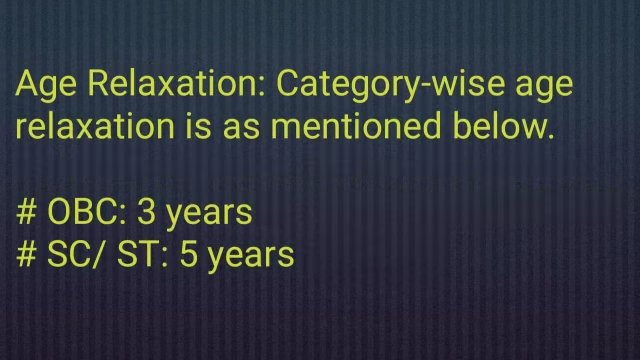 Age Relaxation: Category-wise age
relaxation is as mentioned below.
# OBC: 3 years
# SC/ ST: 5 years